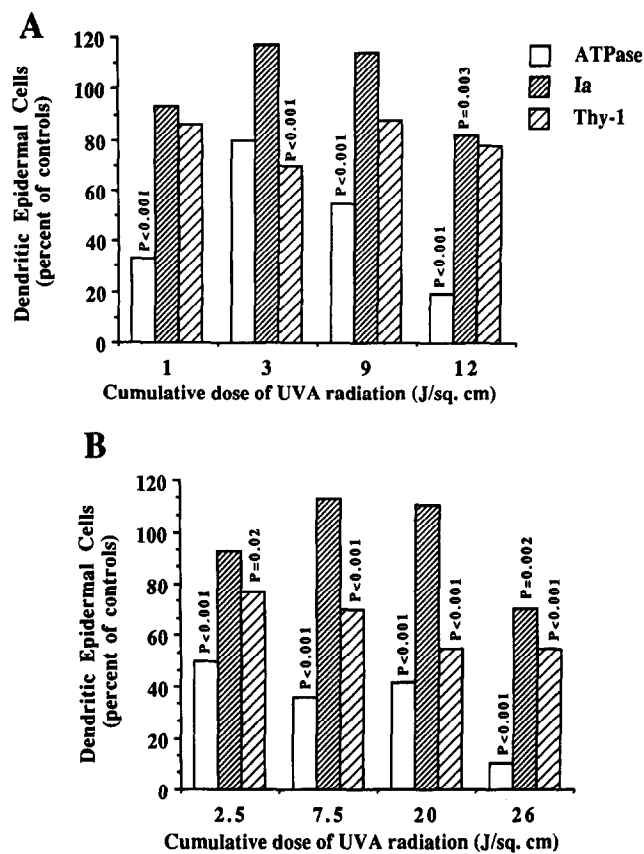 A
120
100
80
60
40
20
0
Dendritic Epidermal Cells
(percent of controls)
P<0.001
P<0.001
P<0.001
P<0.001
P=0.003
ATPase
Ia
Thy-1
1 3 9 12
Cumulative dose of UVA radiation (J/sq. cm)
B
120
100
80
60
40
20
0
Dendritic Epidermal Cells
(percent of controls)
P<0.001
P=0.02
P<0.001
P<0.001
P<0.001
P<0.001
P<0.001
P=0.002
P<0.001
2.5 7.5 20 26
Cumulative dose of UVA radiation (J/sq. cm)